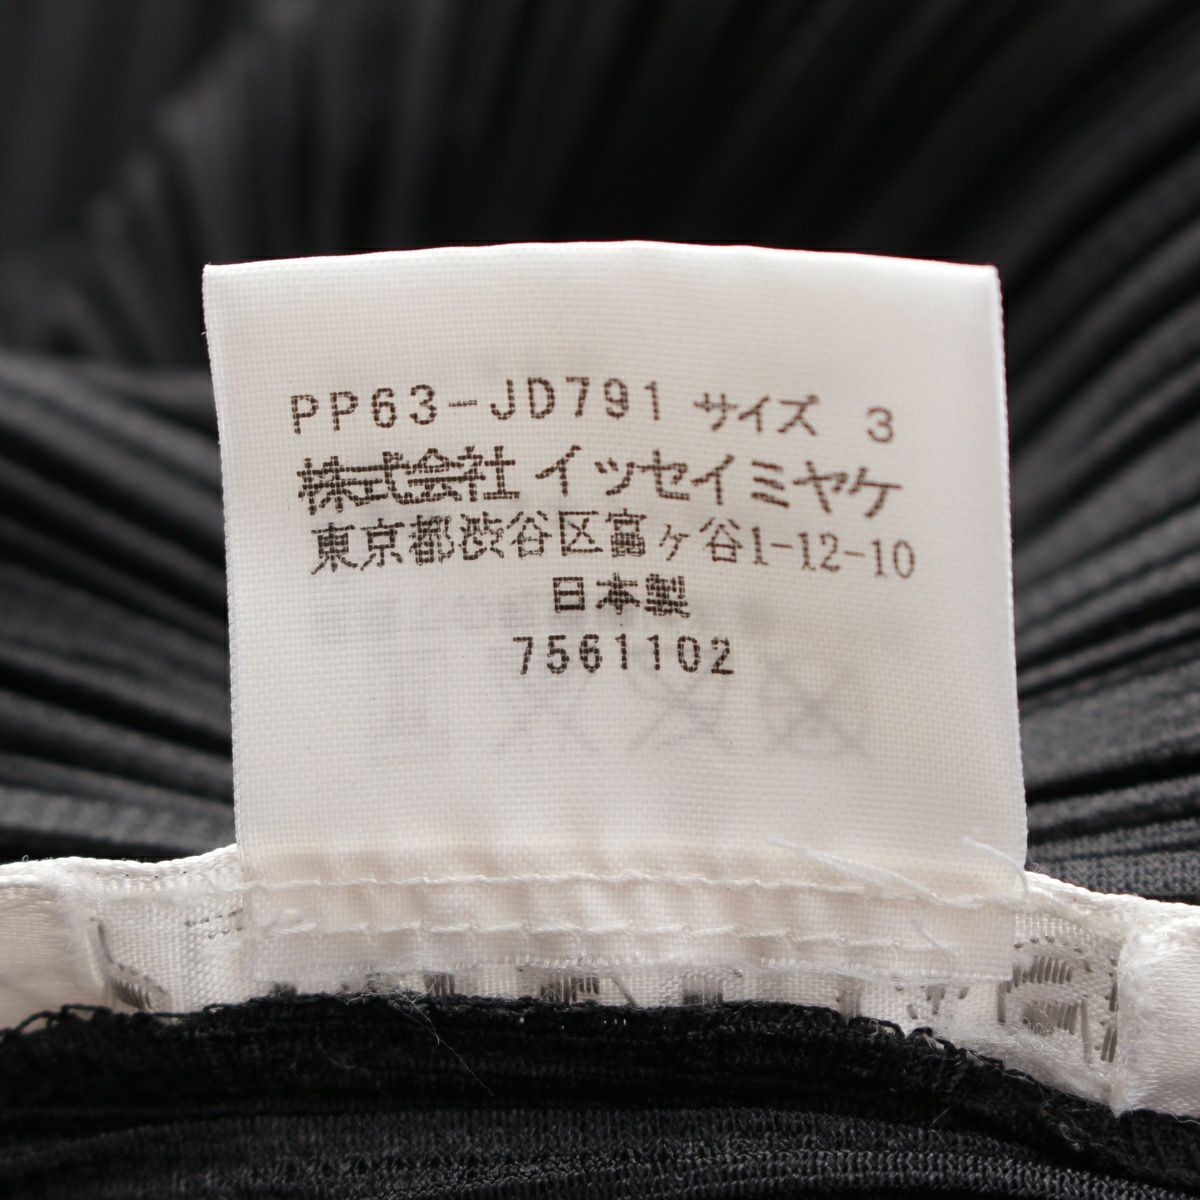 PP63-JD791 サイズ 3
株式会社 イッセイミヤケ
東京都渋谷区富ヶ谷1-12-10
日本製
7561102